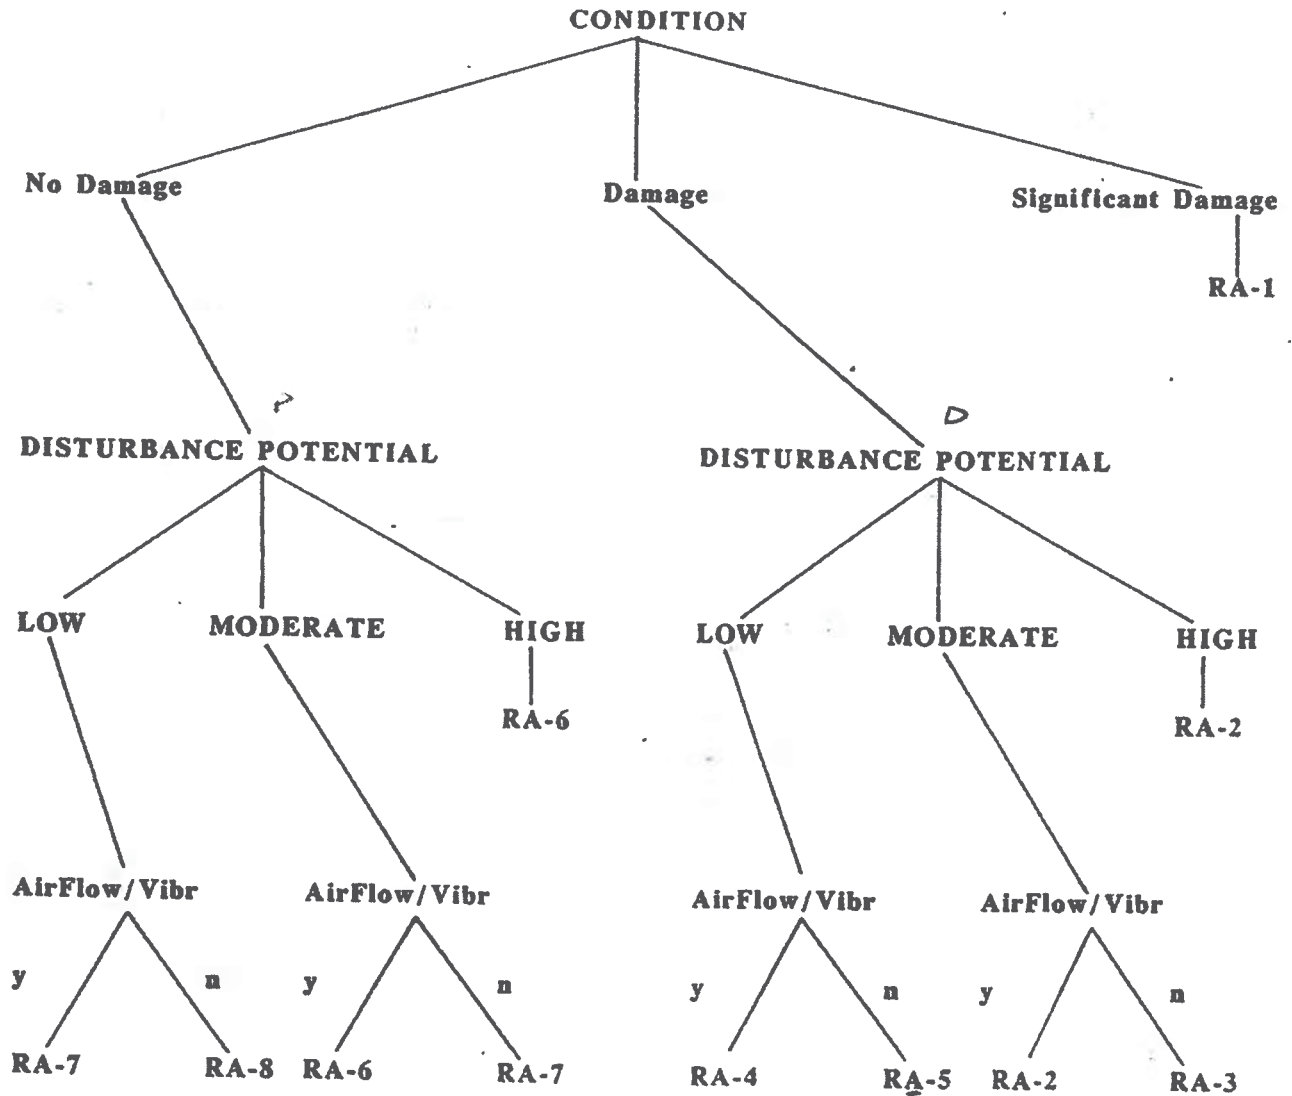 CONDITION
No Damage Damage Significant Damage
RA-1
D
DISTURBANCE POTENTIAL DISTURBANCE POTENTIAL
LOW MODERATE HIGH LOW MODERATE HIGH
RA-6 RA-2
AirFlow/Vibr AirFlow/Vibr AirFlow/Vibr AirFlow/Vibr
y n y n y n y n
RA-7 RA-8 RA-6 RA-7 RA-4 RA-5 RA-2 RA-3